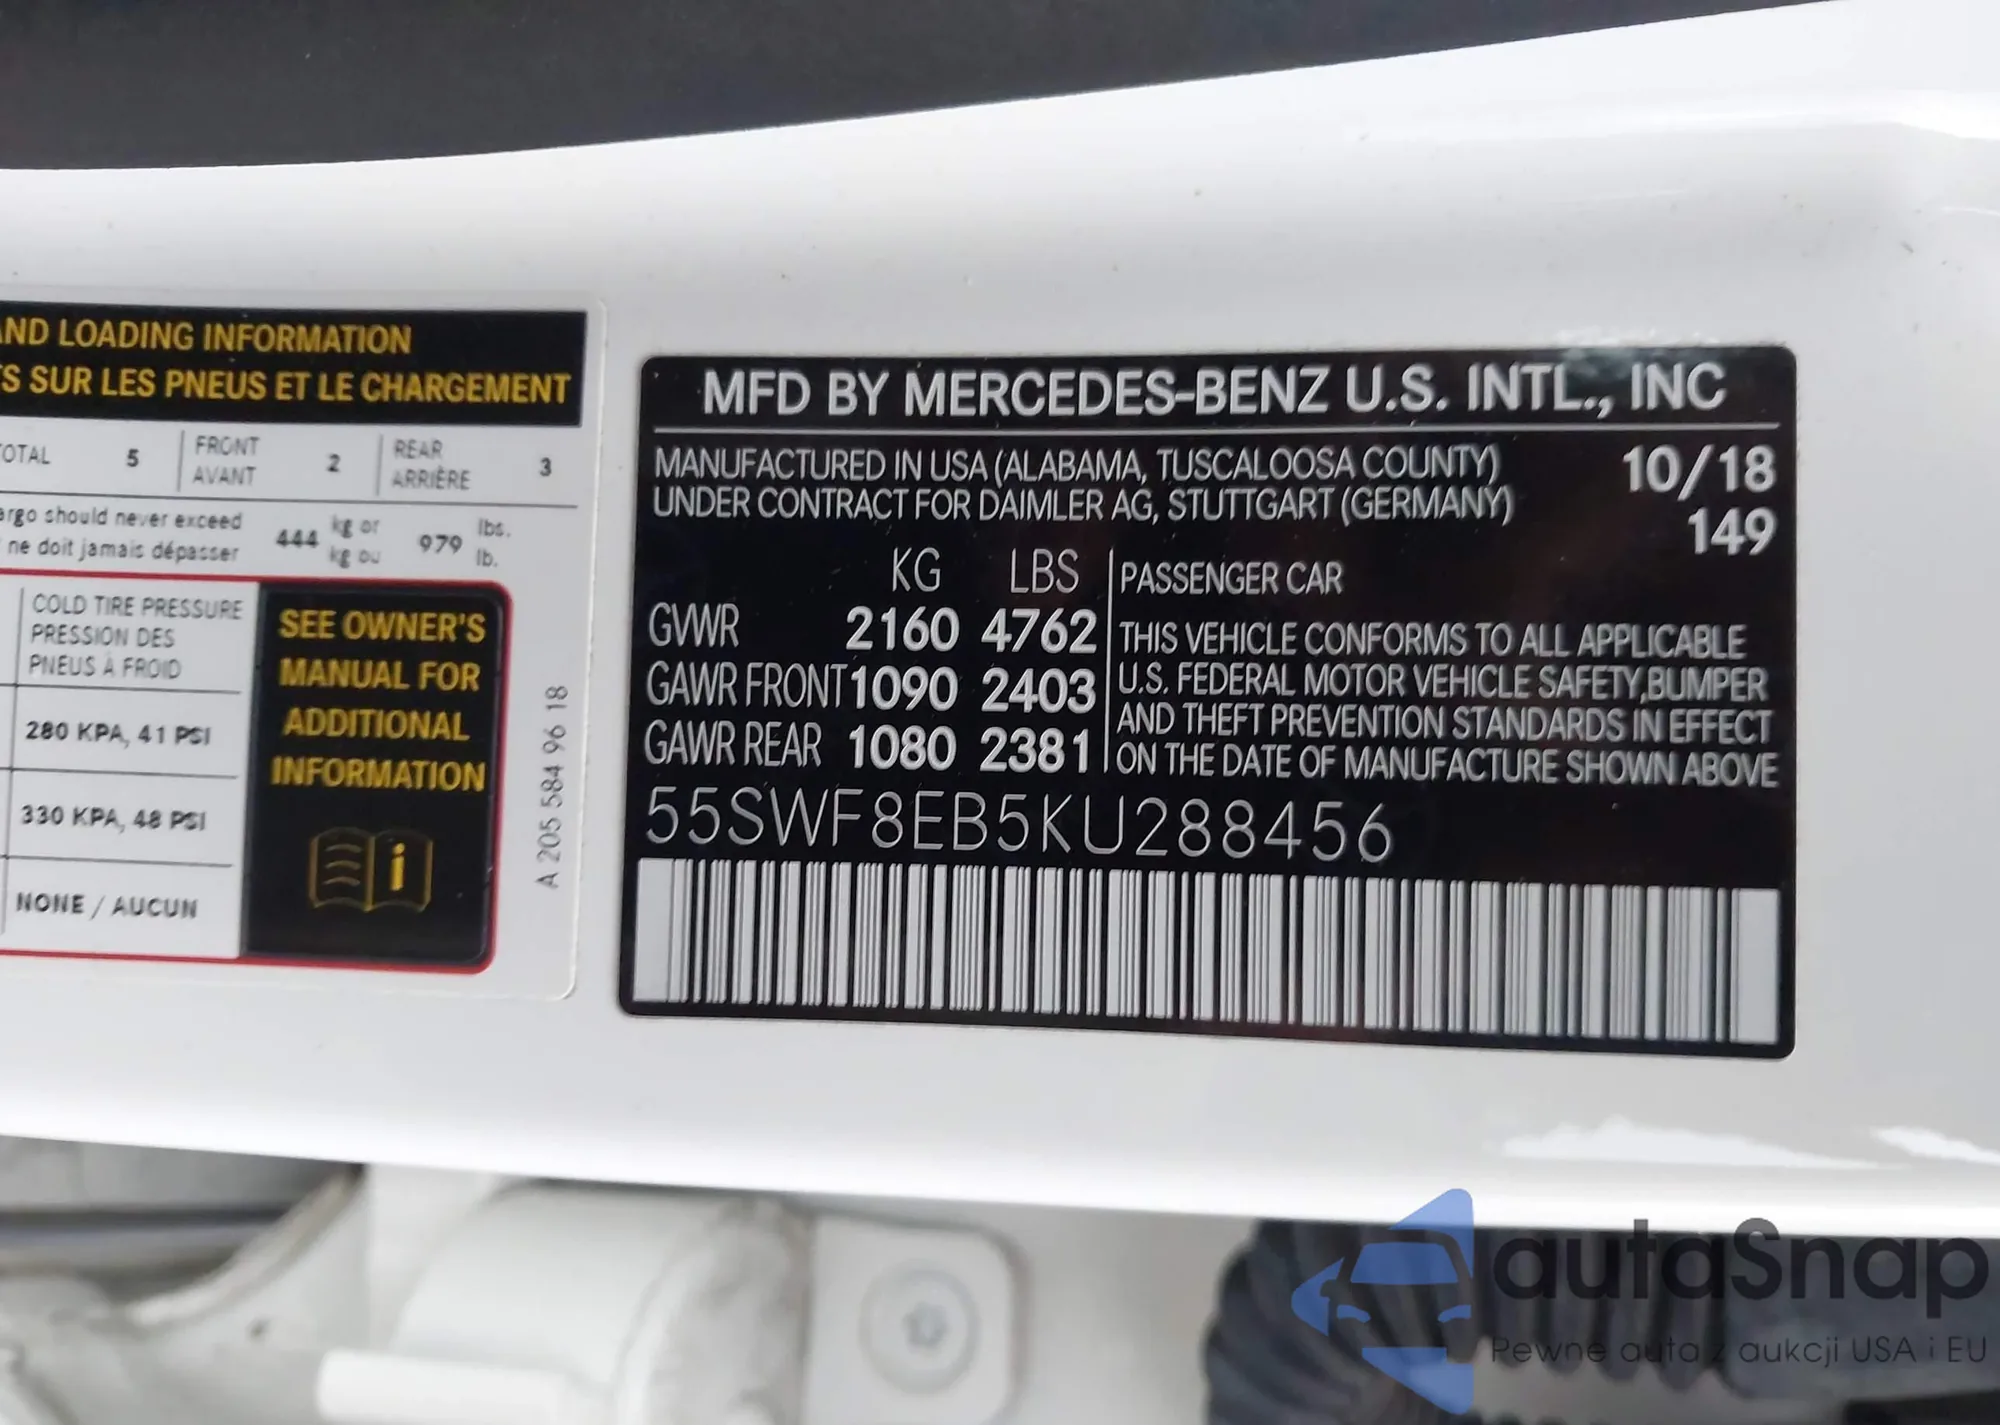 AND LOADING INFORMATION
S SUR LES PNEUS ET LE CHARGEMENT
TOTAL 5 FRONT AVANT 2 REAR ARRIÈRE 3
cargo should never exceed 444 kg or 979 lbs.
ne doit jamais dépasser kg ou lb.
COLD TIRE PRESSURE
PRESSION DES
PNEUS À FROID
280 KPA, 41 PSI
330 KPA, 48 PSI
NONE / AUCUN
SEE OWNER'S
MANUAL FOR
ADDITIONAL
INFORMATION
i
A 205 584 96 18
MFD BY MERCEDES-BENZ U.S. INTL., INC
MANUFACTURED IN USA (ALABAMA, TUSCALOOSA COUNTY) 10/18
UNDER CONTRACT FOR DAIMLER AG, STUTTGART (GERMANY) 149
KG LBS PASSENGER CAR
GVWR 2160 4762
GAWR FRONT 1090 2403
GAWR REAR 1080 2381
THIS VEHICLE CONFORMS TO ALL APPLICABLE
U.S. FEDERAL MOTOR VEHICLE SAFETY,BUMPER
AND THEFT PREVENTION STANDARDS IN EFFECT
ON THE DATE OF MANUFACTURE SHOWN ABOVE
55SWF8EB5KU288456
autaSnap
Pewne auta z aukcji USA i EU